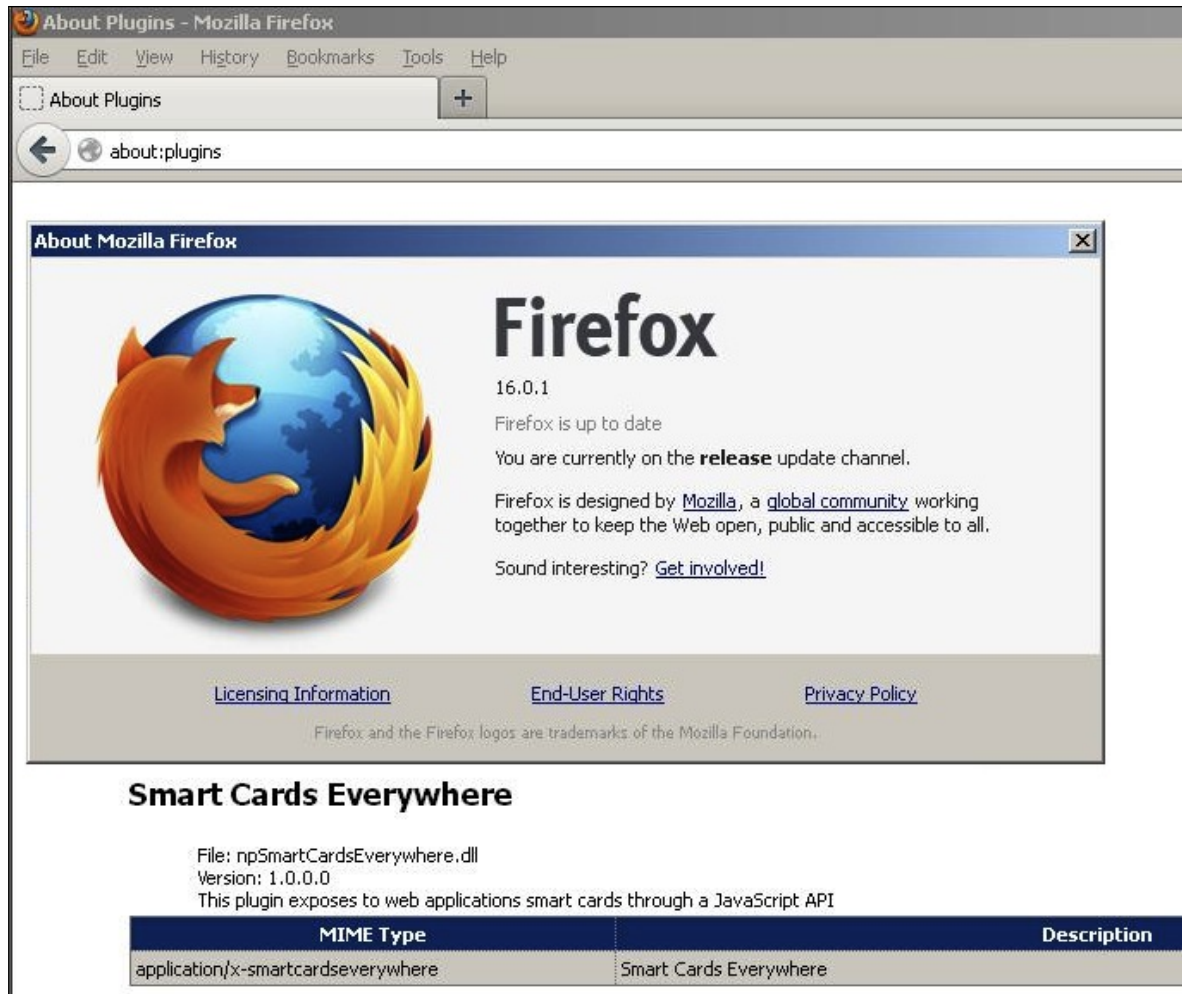 About Plugins - Mozilla Firefox
File Edit View History Bookmarks Tools Help
About Plugins +
about:plugins
About Mozilla Firefox
Firefox
16.0.1
Firefox is up to date
You are currently on the release update channel.
Firefox is designed by Mozilla, a global community working
together to keep the Web open, public and accessible to all.
Sound interesting? Get involved!
Licensing Information End-User Rights Privacy Policy
Firefox and the Firefox logos are trademarks of the Mozilla Foundation.
Smart Cards Everywhere
File: npSmartCardsEverywhere.dll
Version: 1.0.0.0
This plugin exposes to web applications smart cards through a JavaScript API
MIME Type Description
application/x-smartcardseverywhere Smart Cards Everywhere